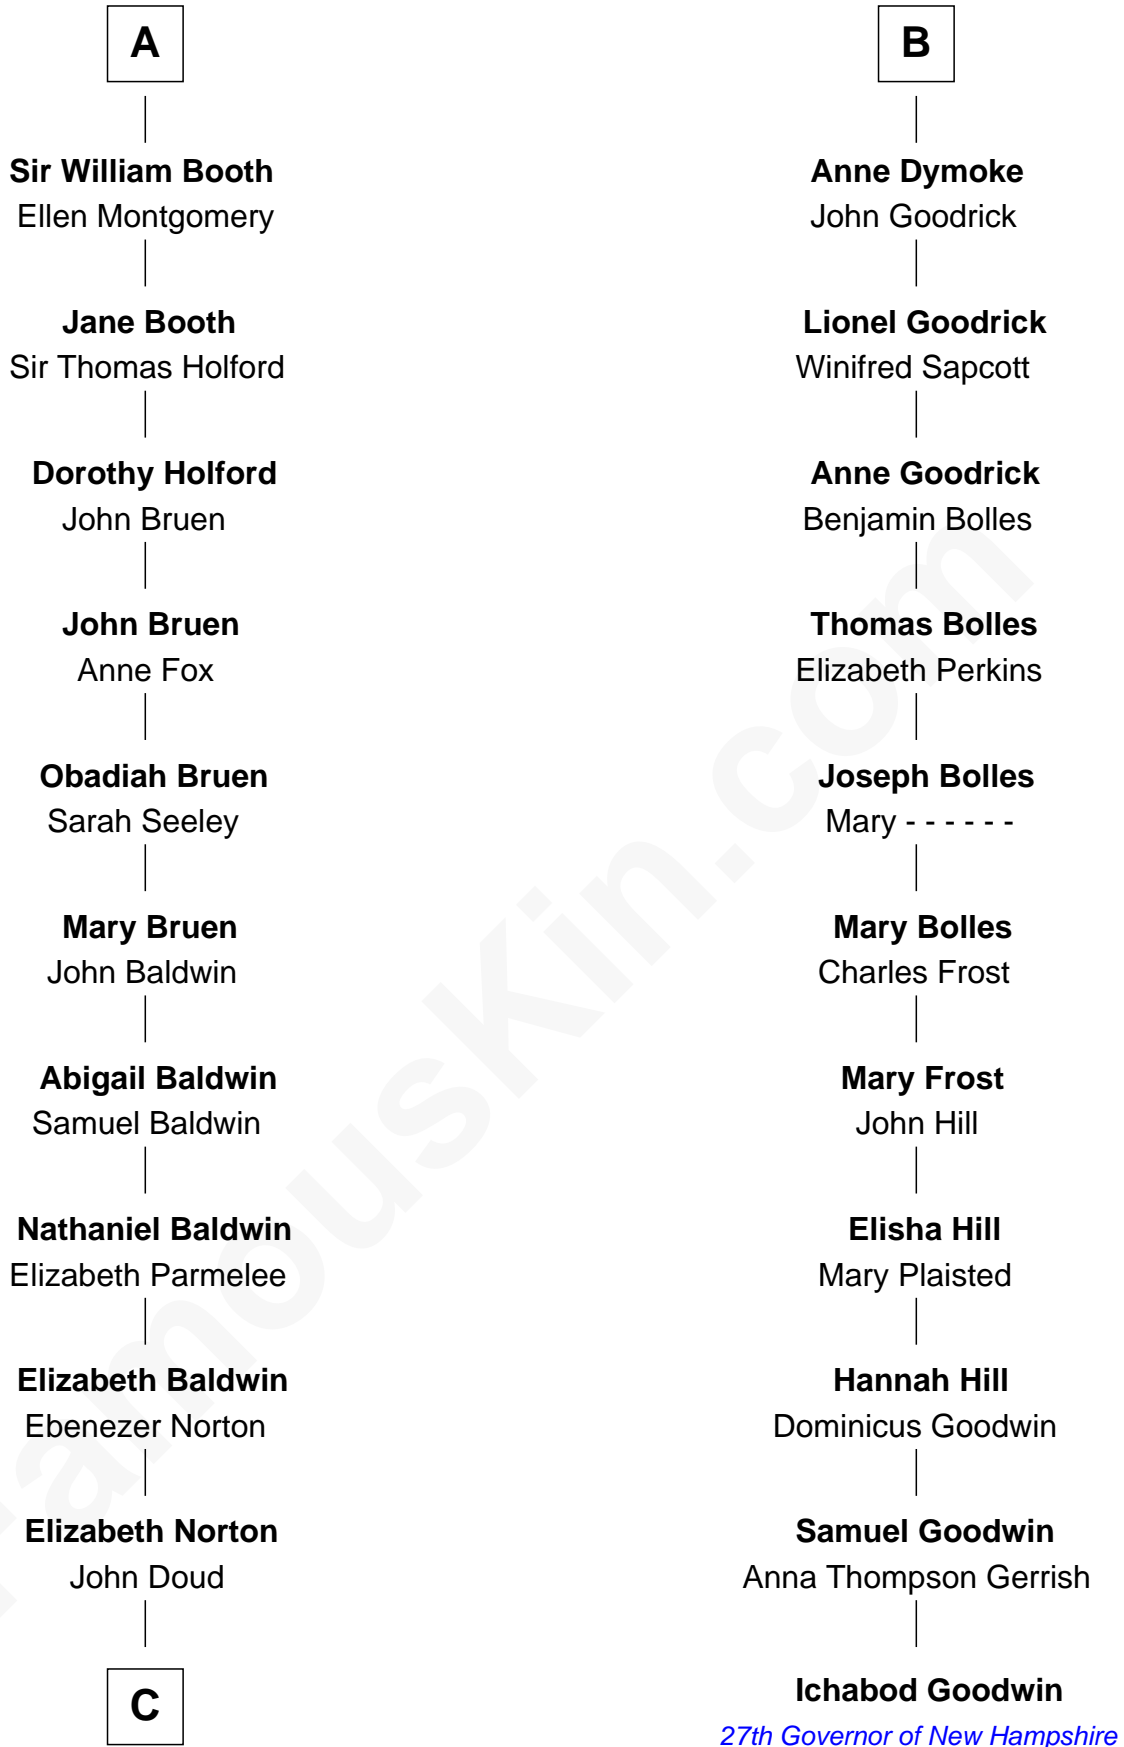 A
Sir William Booth
Ellen Montgomery
Jane Booth
Sir Thomas Holford
Dorothy Holford
John Bruen
John Bruen
Anne Fox
Obadiah Bruen
Sarah Seeley
Mary Bruen
John Baldwin
Abigail Baldwin
Samuel Baldwin
Nathaniel Baldwin
Elizabeth Parmelee
Elizabeth Baldwin
Ebenezer Norton
Elizabeth Norton
John Doud
C
B
Anne Dymoke
John Goodrick
Lionel Goodrick
Winifred Sapcott
Anne Goodrick
Benjamin Bolles
Thomas Bolles
Elizabeth Perkins
Joseph Bolles
Mary - - - - - -
Mary Bolles
Charles Frost
Mary Frost
John Hill
Elisha Hill
Mary Plaisted
Hannah Hill
Dominicus Goodwin
Samuel Goodwin
Anna Thompson Gerrish
Ichabod Goodwin
27th Governor of New Hampshire
FamousKin.com